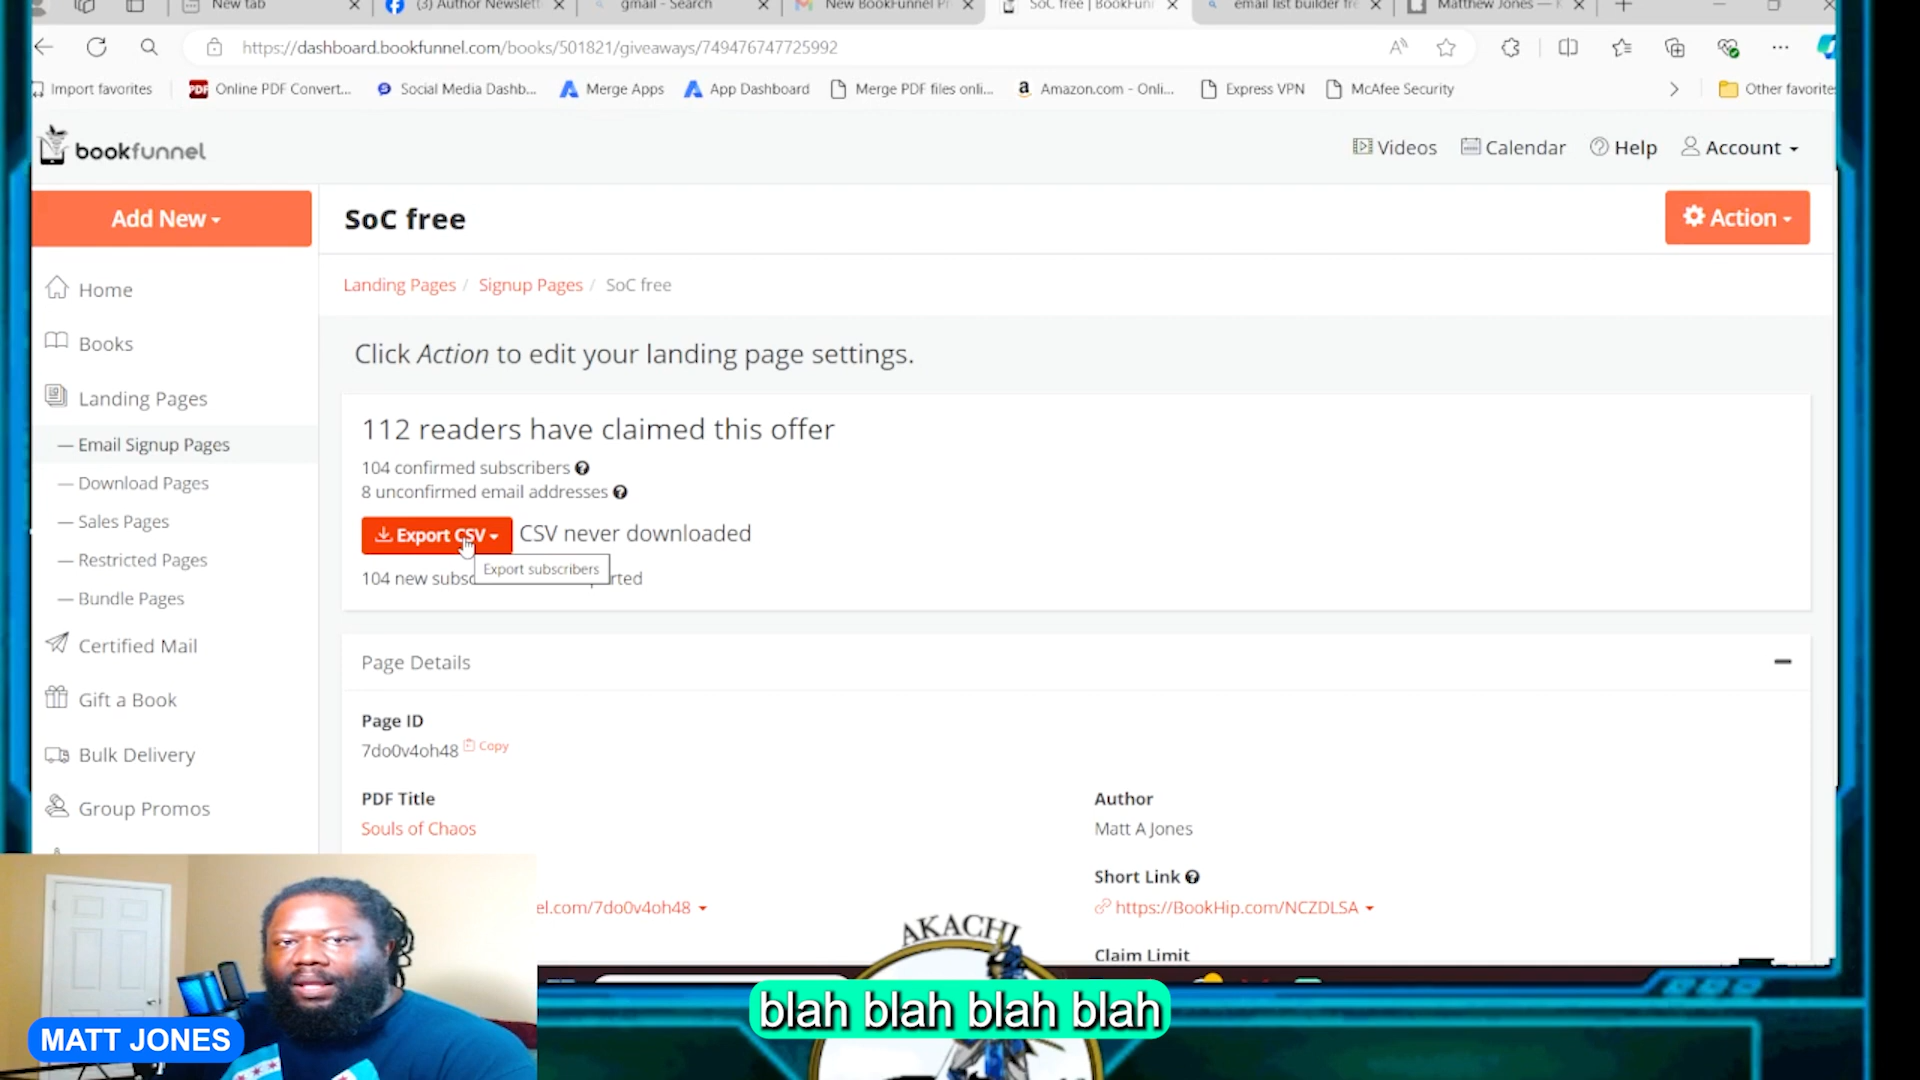 New tab
(3) Author Newslett
gmail - Search
New BookFunnel Pr
SoC free | BookFunn
email list builder fre
Matthew Jones — K
https://dashboard.bookfunnel.com/books/501821/giveaways/749476747725992
Import favorites
PDF Online PDF Convert...
Social Media Dashb...
Merge Apps
App Dashboard
Merge PDF files onli...
Amazon.com - Onli...
Express VPN
McAfee Security
Other favorites
bookfunnel
Videos
Calendar
Help
Account
Add New
SoC free
Action
Home
Landing Pages / Signup Pages / SoC free
Books
Click Action to edit your landing page settings.
Landing Pages
112 readers have claimed this offer
— Email Signup Pages
104 confirmed subscribers
— Download Pages
8 unconfirmed email addresses
— Sales Pages
Export CSV
CSV never downloaded
— Restricted Pages
Export subscribers
104 new subsc
rted
— Bundle Pages
Certified Mail
Page Details
Gift a Book
Page ID
7do0v4oh48 Copy
Bulk Delivery
PDF Title
Author
Group Promos
Souls of Chaos
Matt A Jones
Short Link
el.com/7do0v4oh48
https://BookHip.com/NCZDLSA
Claim Limit
AKACHI
blah blah blah blah
MATT JONES